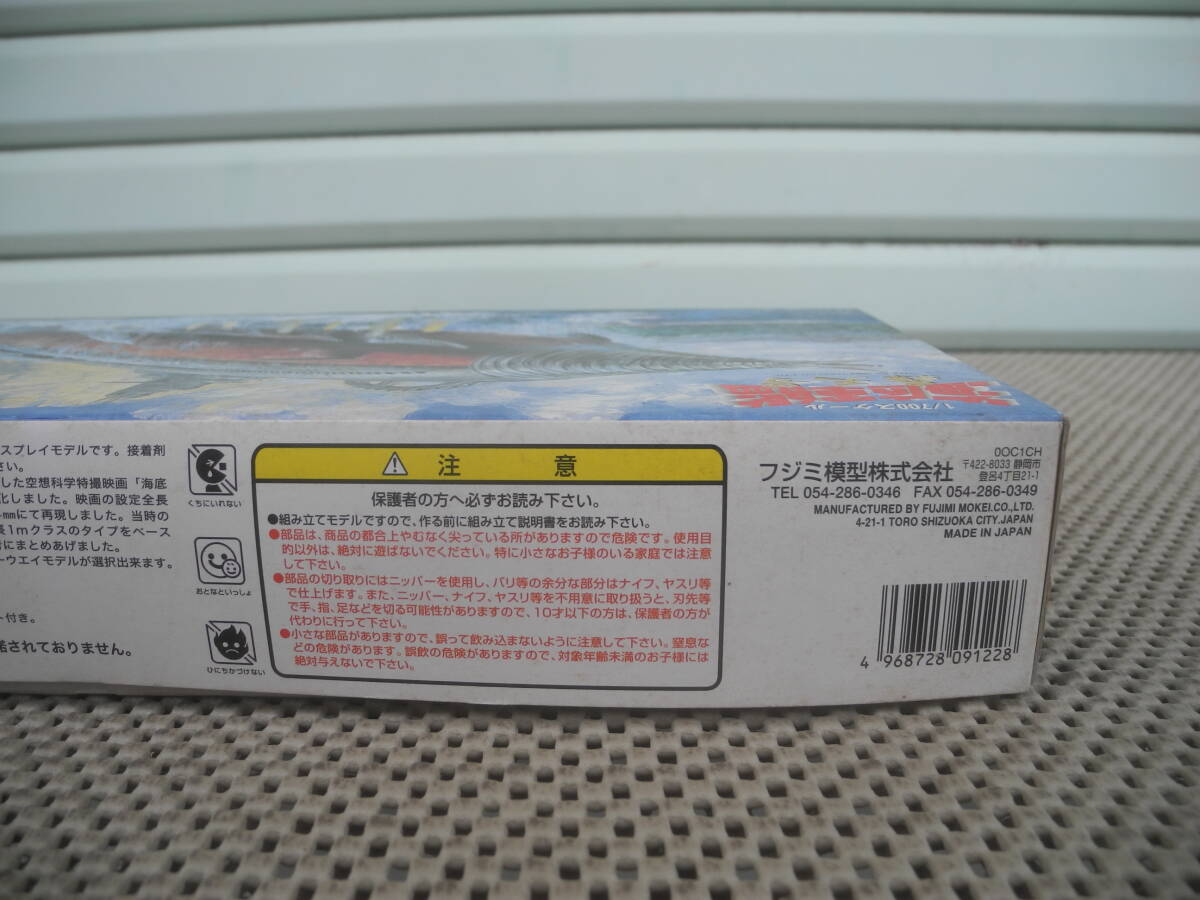 1/700スケール
海底軍艦
スプレイモデルです。接着剤
さい。
した空想科学特撮映画「海底
化しました。映画の設定全長
mmにて再現しました。当時の
長1mクラスのタイプをベース
にまとめあげました。
ーウエイモデルが選択出来ます。
ト付き。
諾されておりません。
くちにいれない
おとなといっしょ
ひにちかづけない
注 意
保護者の方へ必ずお読み下さい。
●組み立てモデルですので、作る前に組み立て説明書をお読み下さい。
●部品は、商品の都合上やむなく尖っている所がありますので危険です。使用目
的以外は、絶対に遊ばないでください。特に小さなお子様のいる家庭では注意
して下さい。
●部品の切り取りにはニッパーを使用し、バリ等の余分な部分はナイフ、ヤスリ等
で仕上げます。また、ニッパー、ナイフ、ヤスリ等を不用意に取り扱うと、刃先等
で手、指、足などを切る可能性がありますので、10才以下の方は、保護者の方が
代わりに行って下さい。
●小さな部品がありますので、誤って飲み込まないように注意して下さい。窒息な
どの危険があります。誤飲の危険がありますので、対象年齢未満のお子様には
絶対与えないで下さい。
0OC1CH
フジミ模型株式会社 〒422-8033 静岡市
登呂4丁目21-1
TEL 054-286-0346 FAX 054-286-0349
MANUFACTURED BY FUJIMI MOKEI.CO.,LTD.
4-21-1 TORO SHIZUOKA CITY.JAPAN
MADE IN JAPAN
4 968728 091228